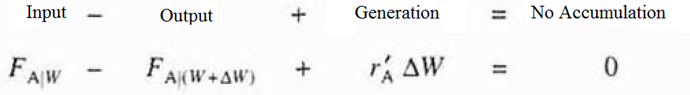 Input − Output + Generation = No Accumulation
F_{A|W} − F_{A|(W+ΔW)} + r′_A ΔW = 0